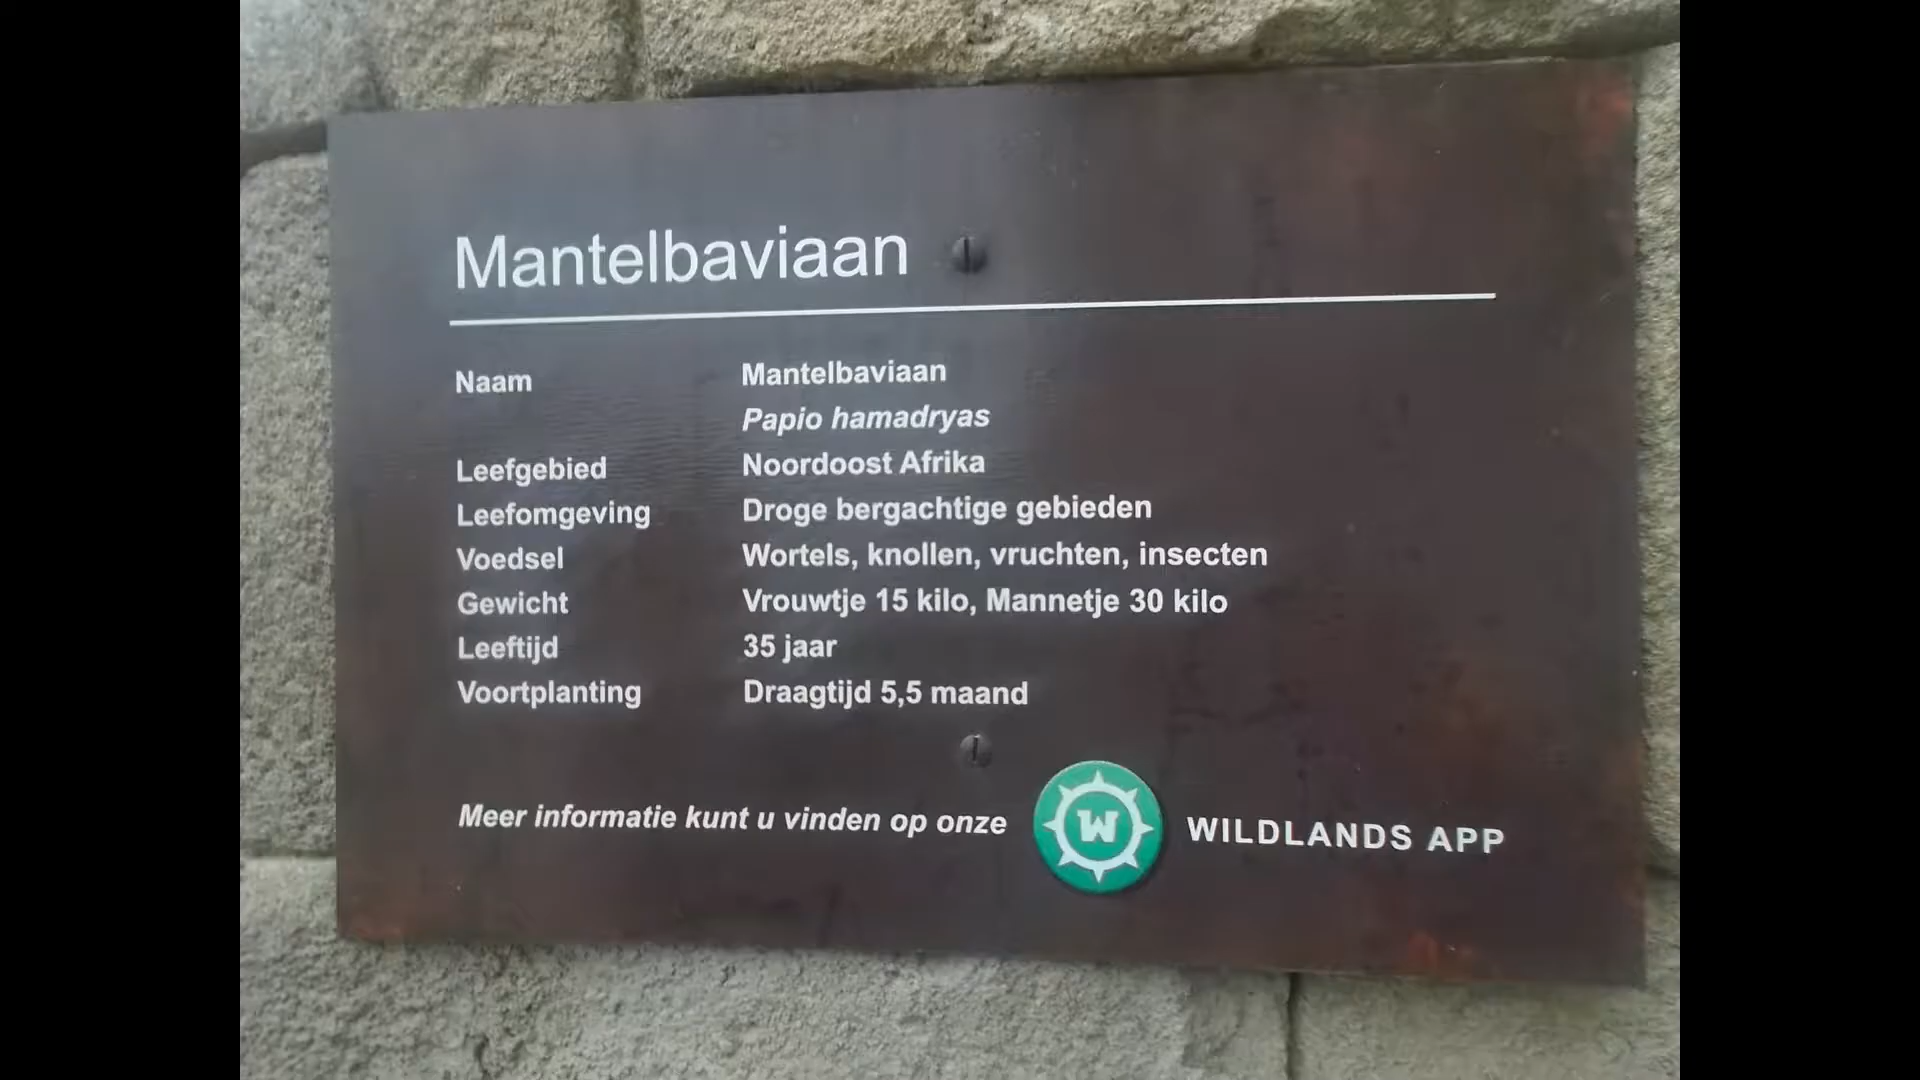 Mantelbaviaan
Naam Mantelbaviaan
Papio hamadryas
Leefgebied Noordoost Afrika
Leefomgeving Droge bergachtige gebieden
Voedsel Wortels, knollen, vruchten, insecten
Gewicht Vrouwtje 15 kilo, Mannetje 30 kilo
Leeftijd 35 jaar
Voortplanting Draagtijd 5,5 maand
Meer informatie kunt u vinden op onze W WILDLANDS APP